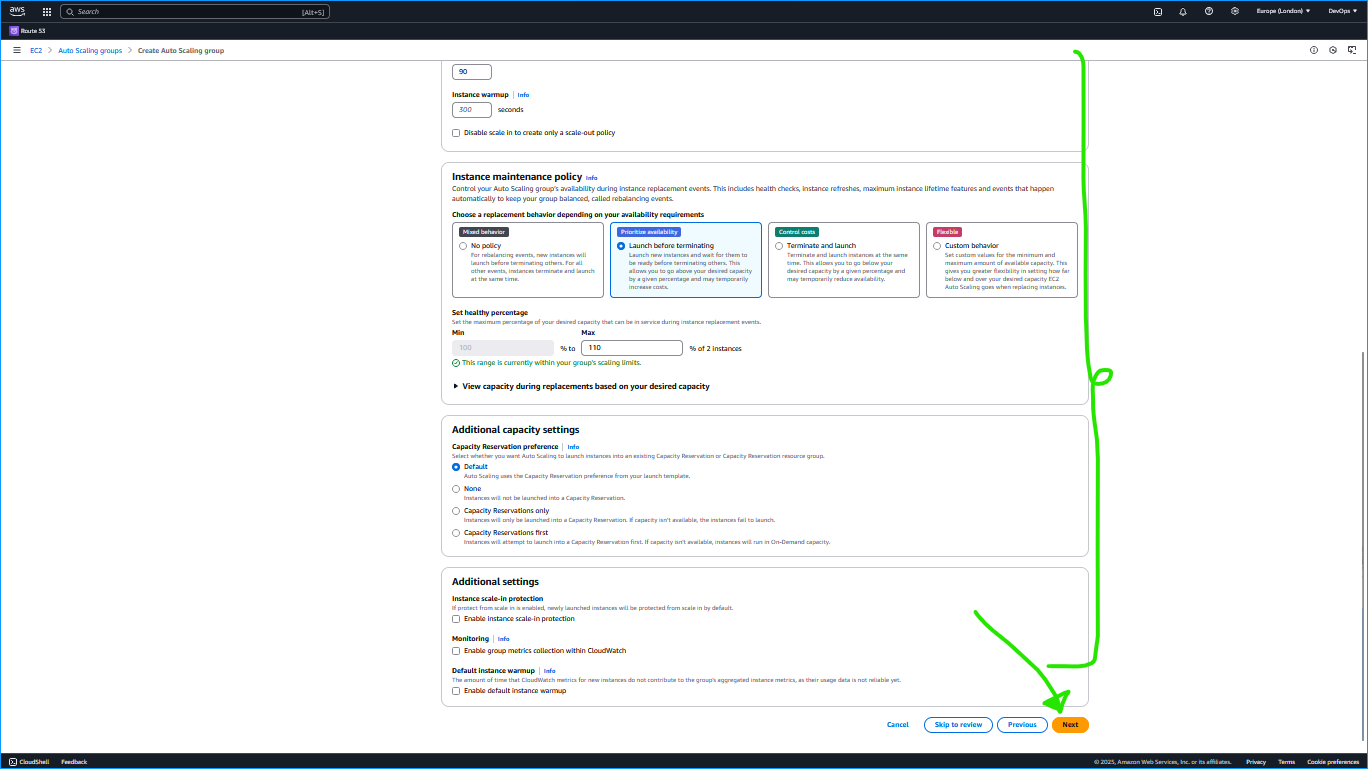 aws
Search [Alt+S]
Europe (London) ▼ DevOps ▼
Route 53
EC2 > Auto Scaling groups > Create Auto Scaling group
90
Instance warmup | Info
300 seconds
Disable scale in to create only a scale-out policy
Instance maintenance policy Info
Control your Auto Scaling group's availability during instance replacement events. This includes health checks, instance refreshes, maximum instance lifetime features and events that happen
automatically to keep your group balanced, called rebalancing events.
Choose a replacement behavior depending on your availability requirements
Mixed behavior
No policy
For rebalancing events, new instances will
launch before terminating others. For all
other events, instances terminate and launch
at the same time.
Prioritize availability
Launch before terminating
Launch new instances and wait for them to
be ready before terminating others. This
allows you to go above your desired capacity
by a given percentage and may temporarily
increase costs.
Control costs
Terminate and launch
Terminate and launch instances at the same
time. This allows you to go below your
desired capacity by a given percentage and
may temporarily reduce availability.
Flexible
Custom behavior
Set custom values for the minimum and
maximum amount of available capacity. This
gives you greater flexibility in setting how far
below and over your desired capacity EC2
Auto Scaling goes when replacing instances.
Set healthy percentage
Set the maximum percentage of your desired capacity that can be in service during instance replacement events.
Min Max
100 % to 110 % of 2 instances
This range is currently within your group's scaling limits.
View capacity during replacements based on your desired capacity
Additional capacity settings
Capacity Reservation preference | Info
Select whether you want Auto Scaling to launch instances into an existing Capacity Reservation or Capacity Reservation resource group.
Default
Auto Scaling uses the Capacity Reservation preference from your launch template.
None
Instances will not be launched into a Capacity Reservation.
Capacity Reservations only
Instances will only be launched into a Capacity Reservation. If capacity isn't available, the instances fail to launch.
Capacity Reservations first
Instances will attempt to launch into a Capacity Reservation first. If capacity isn't available, instances will run in On-Demand capacity.
Additional settings
Instance scale-in protection
If protect from scale in is enabled, newly launched instances will be protected from scale in by default.
Enable instance scale-in protection
Monitoring | Info
Enable group metrics collection within CloudWatch
Default instance warmup | Info
The amount of time that CloudWatch metrics for new instances do not contribute to the group's aggregated instance metrics, as their usage data is not reliable yet.
Enable default instance warmup
Cancel Skip to review Previous Next
CloudShell Feedback © 2025, Amazon Web Services, Inc. or its affiliates. Privacy Terms Cookie preferences